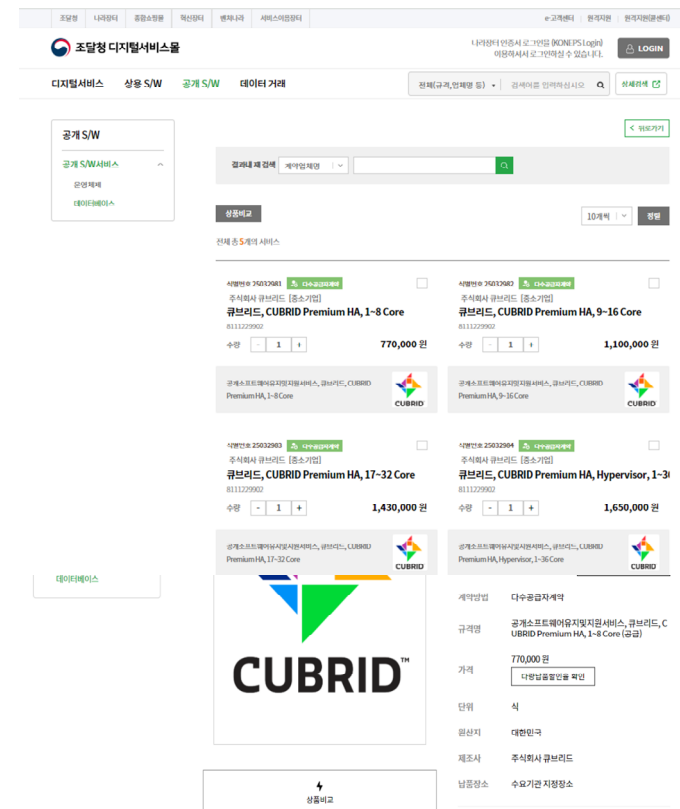 조달청 나라장터 종합쇼핑몰 혁신장터 벤처나라 서비스이음장터 e-고객센터 원격지원 원격지원(콜센터)
조달청 디지털서비스몰
나라장터 인증서 로그인을 (KONEPS Login)
이용하셔서 로그인하실 수 있습니다.
LOGIN
디지털서비스 상용 S/W 공개 S/W 데이터 거래
전체(규격,업체명 등) 검색어를 입력하십시오 상세검색
공개 S/W
공개 S/W서비스
운영체제
데이터베이스
< 뒤로가기
결과내 재 검색 계약업체명
상품비교
10개씩 정렬
전체 총 5개의 서비스
식별번호 25032981 다수공급자계약
주식회사 큐브리드 [중소기업]
큐브리드, CUBRID Premium HA, 1~8 Core
8111229902
수량 - 1 + 770,000 원
공개소프트웨어유지및지원서비스, 큐브리드, CUBRID
Premium HA, 1~8 Core
CUBRID
식별번호 25032982 다수공급자계약
주식회사 큐브리드 [중소기업]
큐브리드, CUBRID Premium HA, 9~16 Core
8111229902
수량 - 1 + 1,100,000 원
공개소프트웨어유지및지원서비스, 큐브리드, CUBRID
Premium HA, 9~16 Core
CUBRID
식별번호 25032983 다수공급자계약
주식회사 큐브리드 [중소기업]
큐브리드, CUBRID Premium HA, 17~32 Core
8111229902
수량 - 1 + 1,430,000 원
공개소프트웨어유지및지원서비스, 큐브리드, CUBRID
Premium HA, 17~32 Core
CUBRID
식별번호 25032984 다수공급자계약
주식회사 큐브리드 [중소기업]
큐브리드, CUBRID Premium HA, Hypervisor, 1~3
8111229902
수량 - 1 + 1,650,000 원
공개소프트웨어유지및지원서비스, 큐브리드, CUBRID
Premium HA, Hypervisor, 1~36 Core
CUBRID
데이터베이스
CUBRID™
상품비교
계약방법 다수공급자계약
규격명 공개소프트웨어유지및지원서비스, 큐브리드, C
UBRID Premium HA, 1~8 Core (공급)
가격 770,000 원
다량납품할인율 확인
단위 식
원산지 대한민국
제조사 주식회사 큐브리드
납품장소 수요기관 지정장소